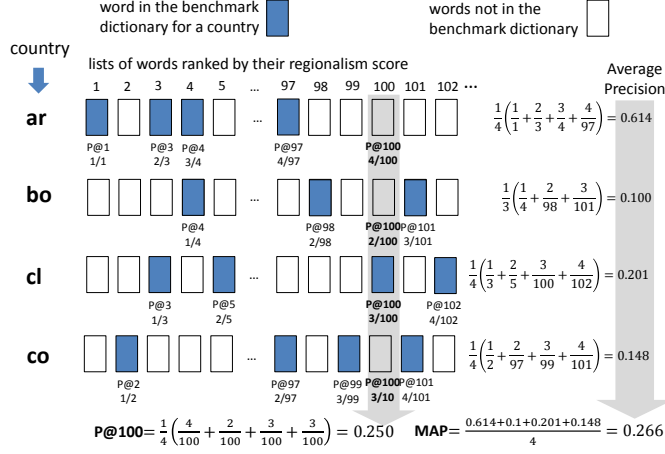 word in the benchmark dictionary for a country
words not in the benchmark dictionary
country
lists of words ranked by their regionalism score
Average Precision
1 2 3 4 5 ... 97 98 99 100 101 102 ...
ar ... 1/4(1/1+2/3+3/4+4/97)=0.614
P@1 P@3 P@4 P@97 P@100
1/1 2/3 3/4 4/97 4/100
bo ... 1/3(1/4+2/98+3/101)=0.100
P@4 P@98 P@100 P@101
1/4 2/98 2/100 3/101
cl ... 1/4(1/3+2/5+3/100+4/102)=0.201
P@3 P@5 P@100 P@102
1/3 2/5 3/100 4/102
co ... 1/4(1/2+2/97+3/99+4/101)=0.148
P@2 P@97 P@99 P@100 P@101
1/2 2/97 3/99 3/10 4/101
P@100=1/4(4/100+2/100+3/100+3/100)=0.250 MAP=(0.614+0.1+0.201+0.148)/4=0.266